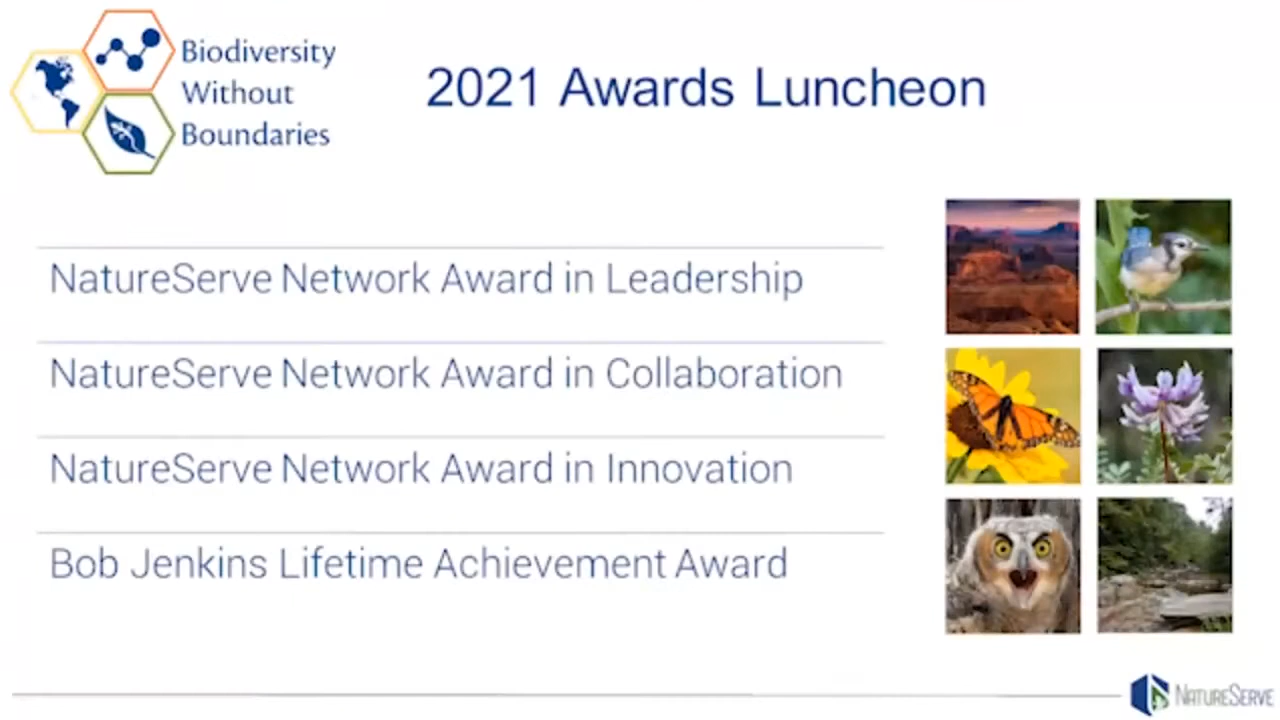 Biodiversity
Without
Boundaries
2021 Awards Luncheon
NatureServe Network Award in Leadership
NatureServe Network Award in Collaboration
NatureServe Network Award in Innovation
Bob Jenkins Lifetime Achievement Award
NATURESERVE